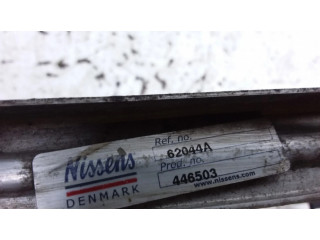 Nissens
DENMARK
Ref. no.
62044A
Prod. no.
446503
www.nissens.com